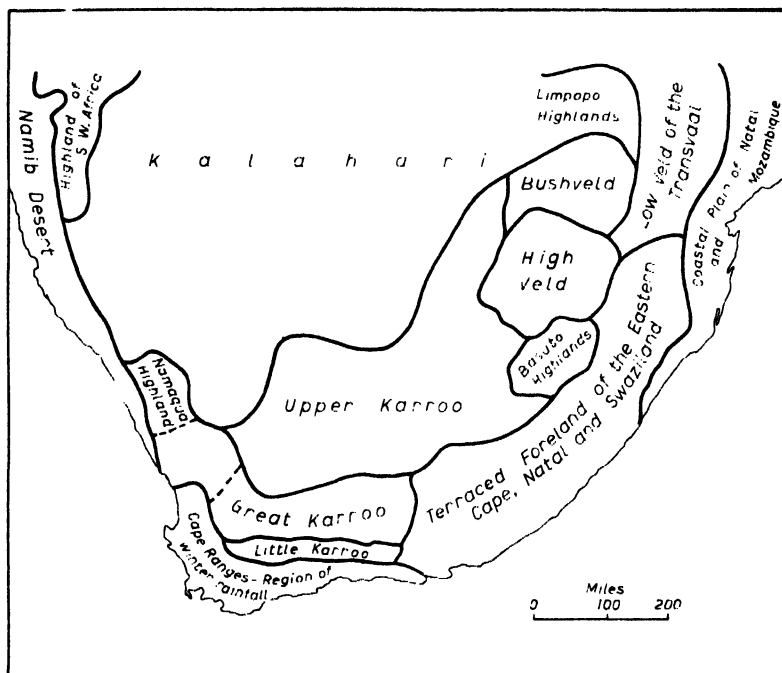 Namib Desert
Highland of
S. W. Africa
Kalahari
Limpopo
Highlands
Bushveld
Low veld of the
Transvaal
Coastal Plain of Natal
and
Mozambique
High
veld
Basuto
Highlands
Namaqua
Highland
Upper Karroo
Terraced Foreland of the Eastern
Cape, Natal and Swaziland
Great Karroo
Little Karroo
Cape Ranges - Region of
Winter rainfall
Miles
0 100 200